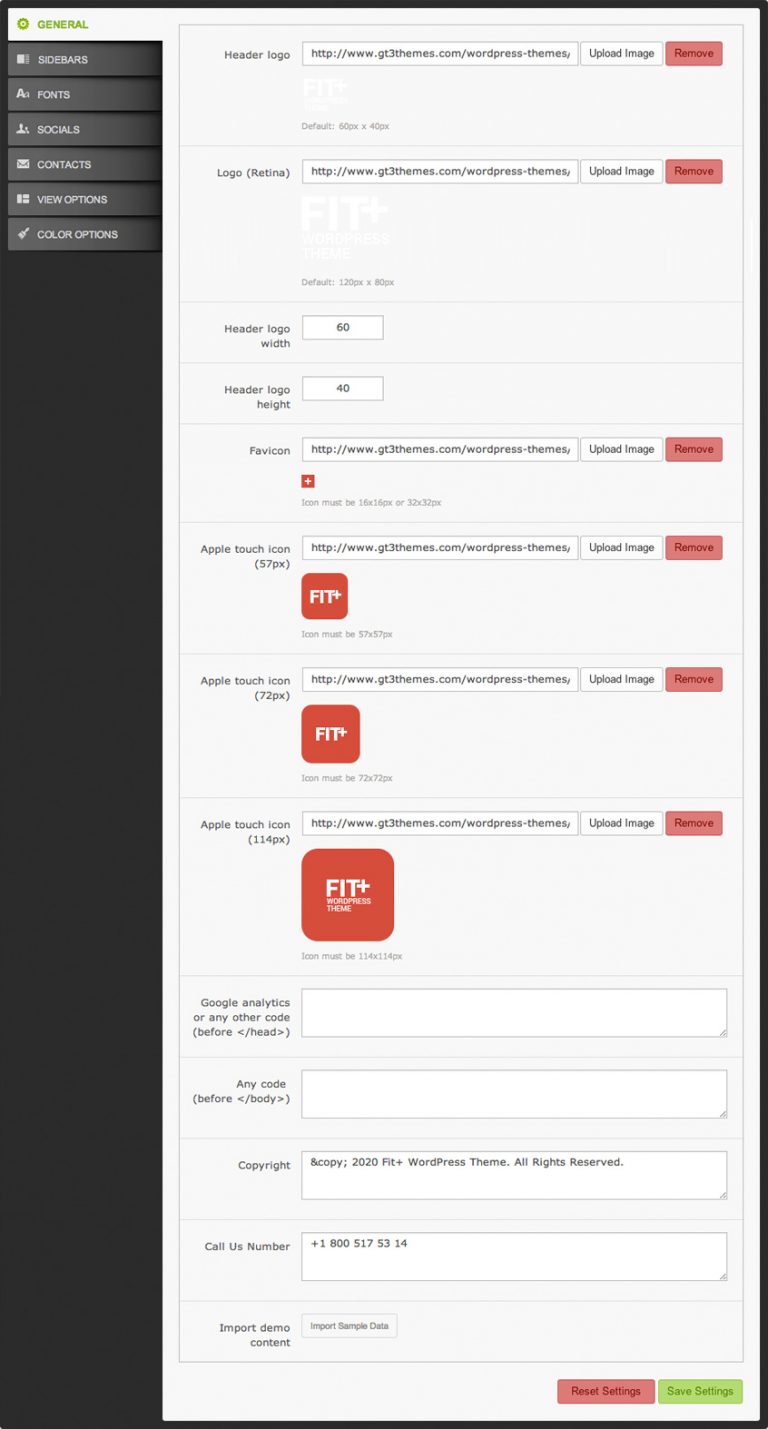 GENERAL
SIDEBARS
FONTS
SOCIALS
CONTACTS
VIEW OPTIONS
COLOR OPTIONS
Header logo
http://www.gt3themes.com/wordpress-themes/
Upload Image
Remove
FIT+
WORDPRESS
THEME
Default: 60px x 40px
Logo (Retina)
http://www.gt3themes.com/wordpress-themes/
Upload Image
Remove
FIT+
WORDPRESS
THEME
Default: 120px x 80px
Header logo
width
60
Header logo
height
40
Favicon
http://www.gt3themes.com/wordpress-themes/
Upload Image
Remove
+
Icon must be 16x16px or 32x32px
Apple touch icon
(57px)
http://www.gt3themes.com/wordpress-themes/
Upload Image
Remove
FIT+
Icon must be 57x57px
Apple touch icon
(72px)
http://www.gt3themes.com/wordpress-themes/
Upload Image
Remove
FIT+
Icon must be 72x72px
Apple touch icon
(114px)
http://www.gt3themes.com/wordpress-themes/
Upload Image
Remove
FIT+
WORDPRESS
THEME
Icon must be 114x114px
Google analytics
or any other code
(before </head>)
Any code
(before </body>)
Copyright
&copy; 2020 Fit+ WordPress Theme. All Rights Reserved.
Call Us Number
+1 800 517 53 14
Import demo
content
Import Sample Data
Reset Settings
Save Settings